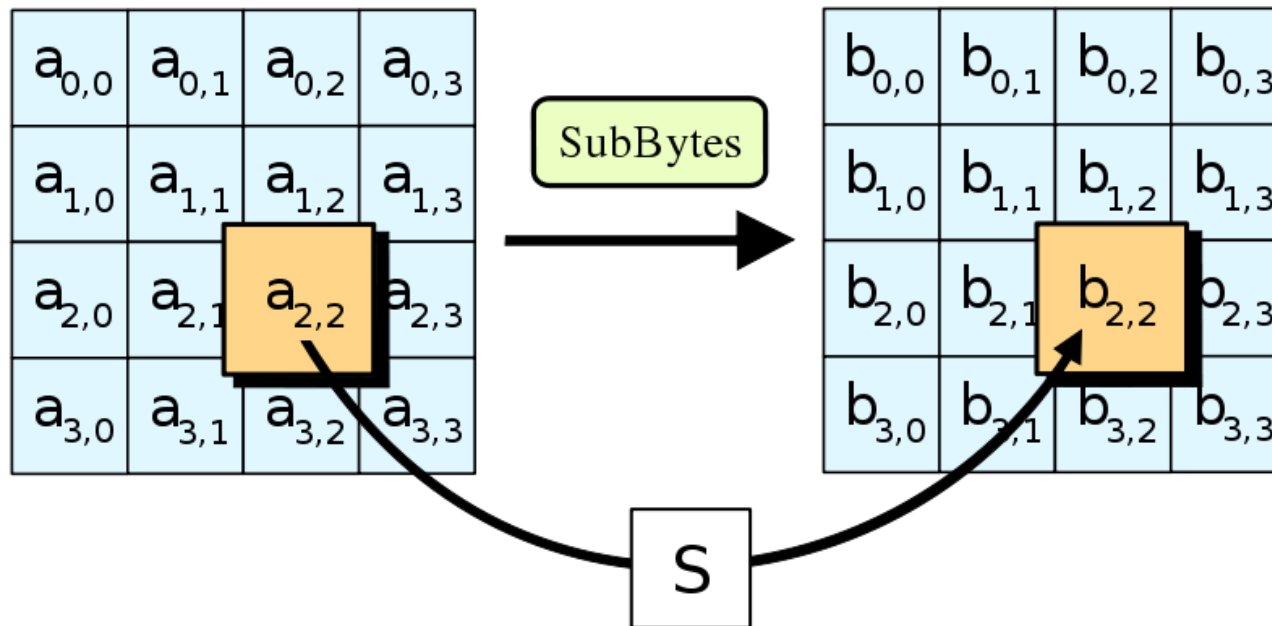 a0,0 a0,1 a0,2 a0,3
b0,0 b0,1 b0,2 b0,3
SubBytes
a1,0 a1,1 a1,2 a1,3
b1,0 b1,1 b1,2 b1,3
a2,0 a2,1 a2,2 a2,3
b2,0 b2,1 b2,2 b2,3
a3,0 a3,1 a3,2 a3,3
b3,0 b3,1 b3,2 b3,3
S